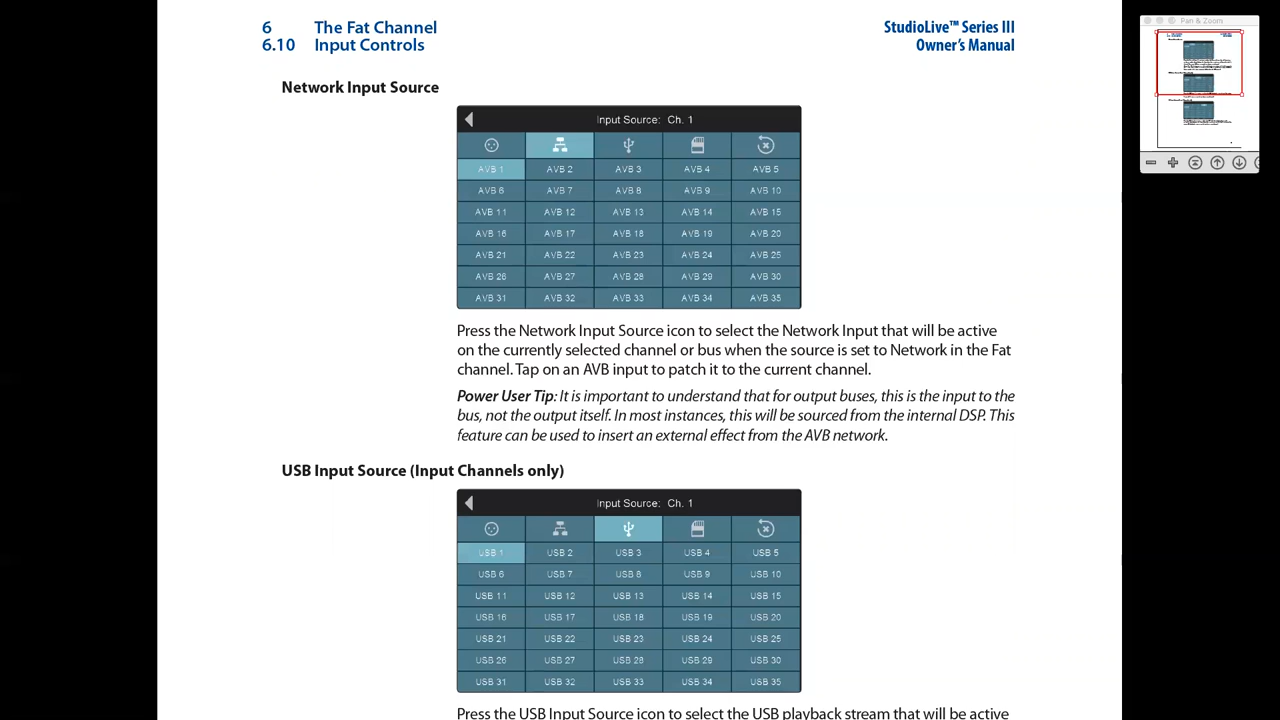 6 The Fat Channel
6.10 Input Controls
StudioLive™ Series III
Owner's Manual
Pan & Zoom
Network Input Source
Input Source: Ch. 1
AVB 1 AVB 2 AVB 3 AVB 4 AVB 5
AVB 6 AVB 7 AVB 8 AVB 9 AVB 10
AVB 11 AVB 12 AVB 13 AVB 14 AVB 15
AVB 16 AVB 17 AVB 18 AVB 19 AVB 20
AVB 21 AVB 22 AVB 23 AVB 24 AVB 25
AVB 26 AVB 27 AVB 28 AVB 29 AVB 30
AVB 31 AVB 32 AVB 33 AVB 34 AVB 35
Press the Network Input Source icon to select the Network Input that will be active
on the currently selected channel or bus when the source is set to Network in the Fat
channel. Tap on an AVB input to patch it to the current channel.
Power User Tip: It is important to understand that for output buses, this is the input to the
bus, not the output itself. In most instances, this will be sourced from the internal DSP. This
feature can be used to insert an external effect from the AVB network.
USB Input Source (Input Channels only)
Input Source: Ch. 1
USB 1 USB 2 USB 3 USB 4 USB 5
USB 6 USB 7 USB 8 USB 9 USB 10
USB 11 USB 12 USB 13 USB 14 USB 15
USB 16 USB 17 USB 18 USB 19 USB 20
USB 21 USB 22 USB 23 USB 24 USB 25
USB 26 USB 27 USB 28 USB 29 USB 30
USB 31 USB 32 USB 33 USB 34 USB 35
Press the USB Input Source icon to select the USB playback stream that will be active